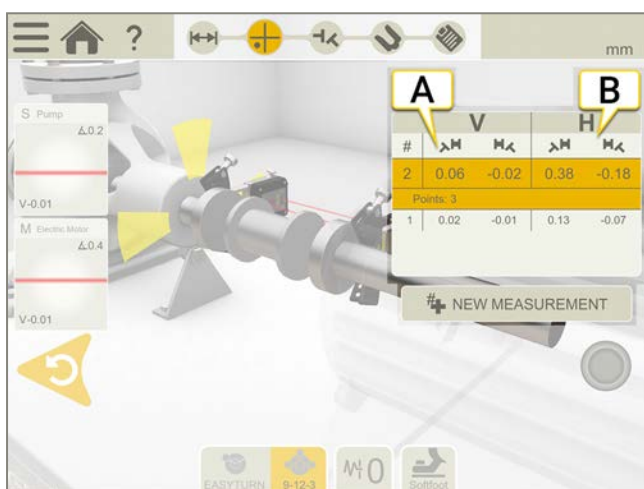 ?
mm
A
B
V H
#
2 0.06 -0.02 0.38 -0.18
Points: 3
1 0.02 -0.01 0.13 -0.07
NEW MEASUREMENT
S Pump
∡0.2
V-0.01
M Electric Motor
∡0.4
V-0.01
EASYTURN
9-12-3
0
Softfoot